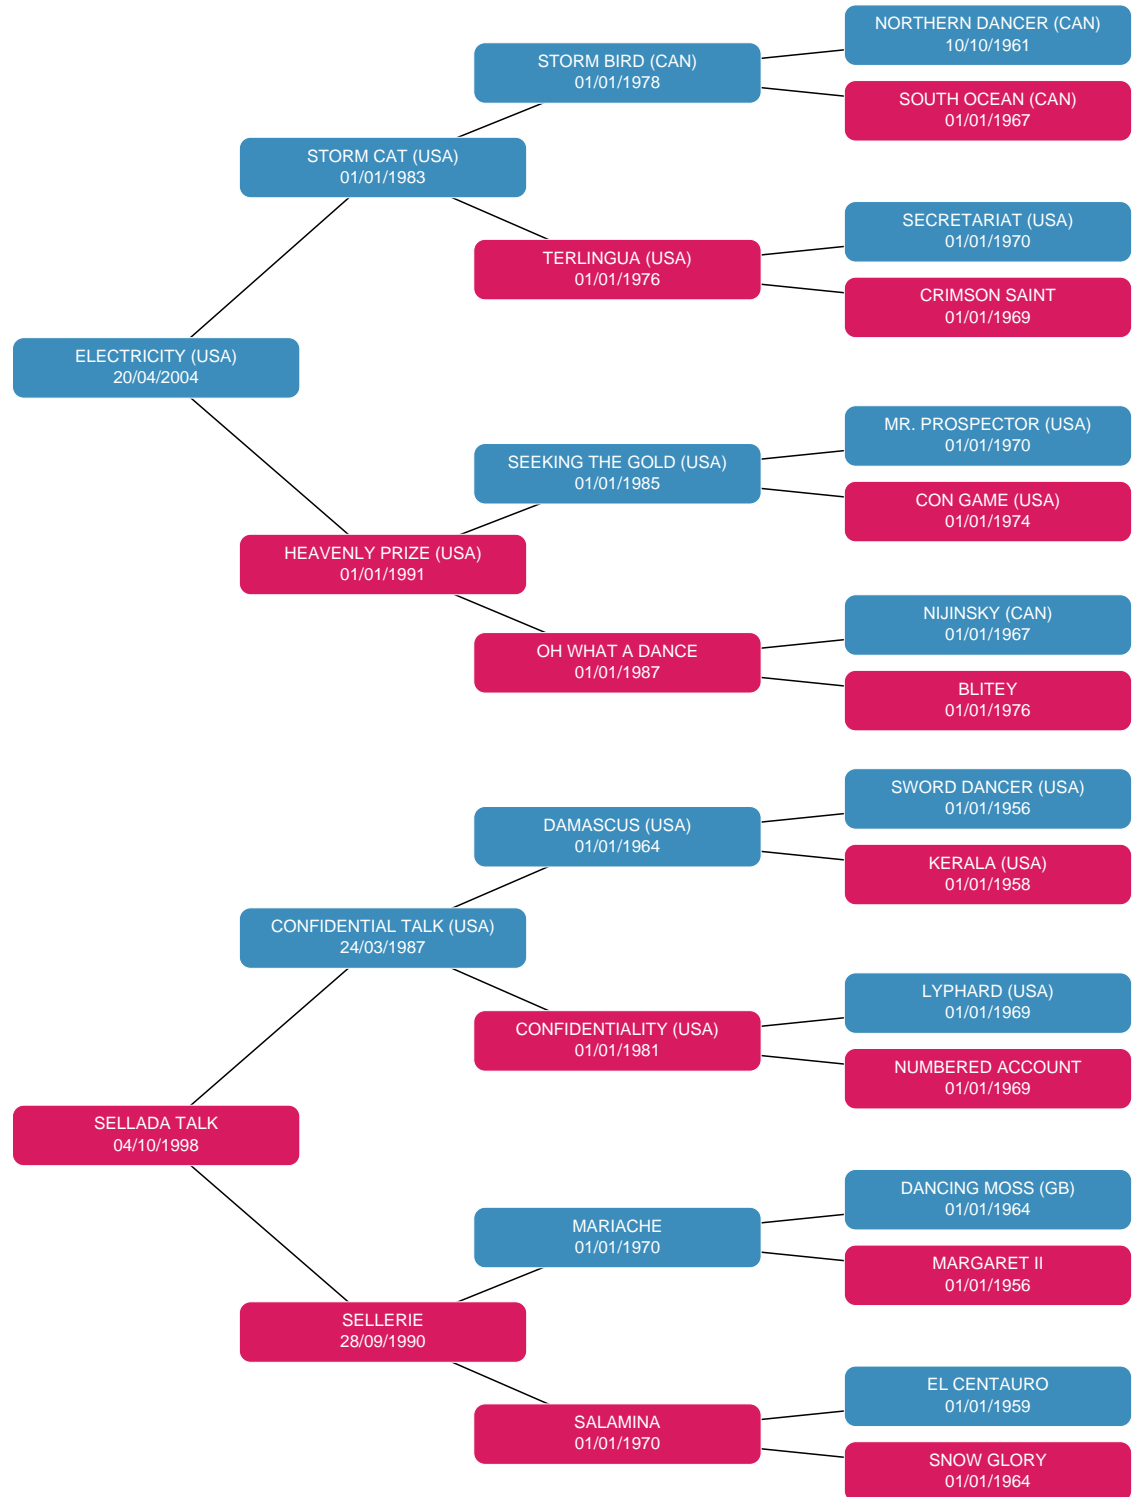 NORTHERN DANCER (CAN)
10/10/1961
STORM BIRD (CAN)
01/01/1978
SOUTH OCEAN (CAN)
01/01/1967
STORM CAT (USA)
01/01/1983
SECRETARIAT (USA)
01/01/1970
TERLINGUA (USA)
01/01/1976
CRIMSON SAINT
01/01/1969
ELECTRICITY (USA)
20/04/2004
MR. PROSPECTOR (USA)
01/01/1970
SEEKING THE GOLD (USA)
01/01/1985
CON GAME (USA)
01/01/1974
HEAVENLY PRIZE (USA)
01/01/1991
NIJINSKY (CAN)
01/01/1967
OH WHAT A DANCE
01/01/1987
BLITEY
01/01/1976
SWORD DANCER (USA)
01/01/1956
DAMASCUS (USA)
01/01/1964
KERALA (USA)
01/01/1958
CONFIDENTIAL TALK (USA)
24/03/1987
LYPHARD (USA)
01/01/1969
CONFIDENTIALITY (USA)
01/01/1981
NUMBERED ACCOUNT
01/01/1969
SELLADA TALK
04/10/1998
DANCING MOSS (GB)
01/01/1964
MARIACHE
01/01/1970
MARGARET II
01/01/1956
SELLERIE
28/09/1990
EL CENTAURO
01/01/1959
SALAMINA
01/01/1970
SNOW GLORY
01/01/1964